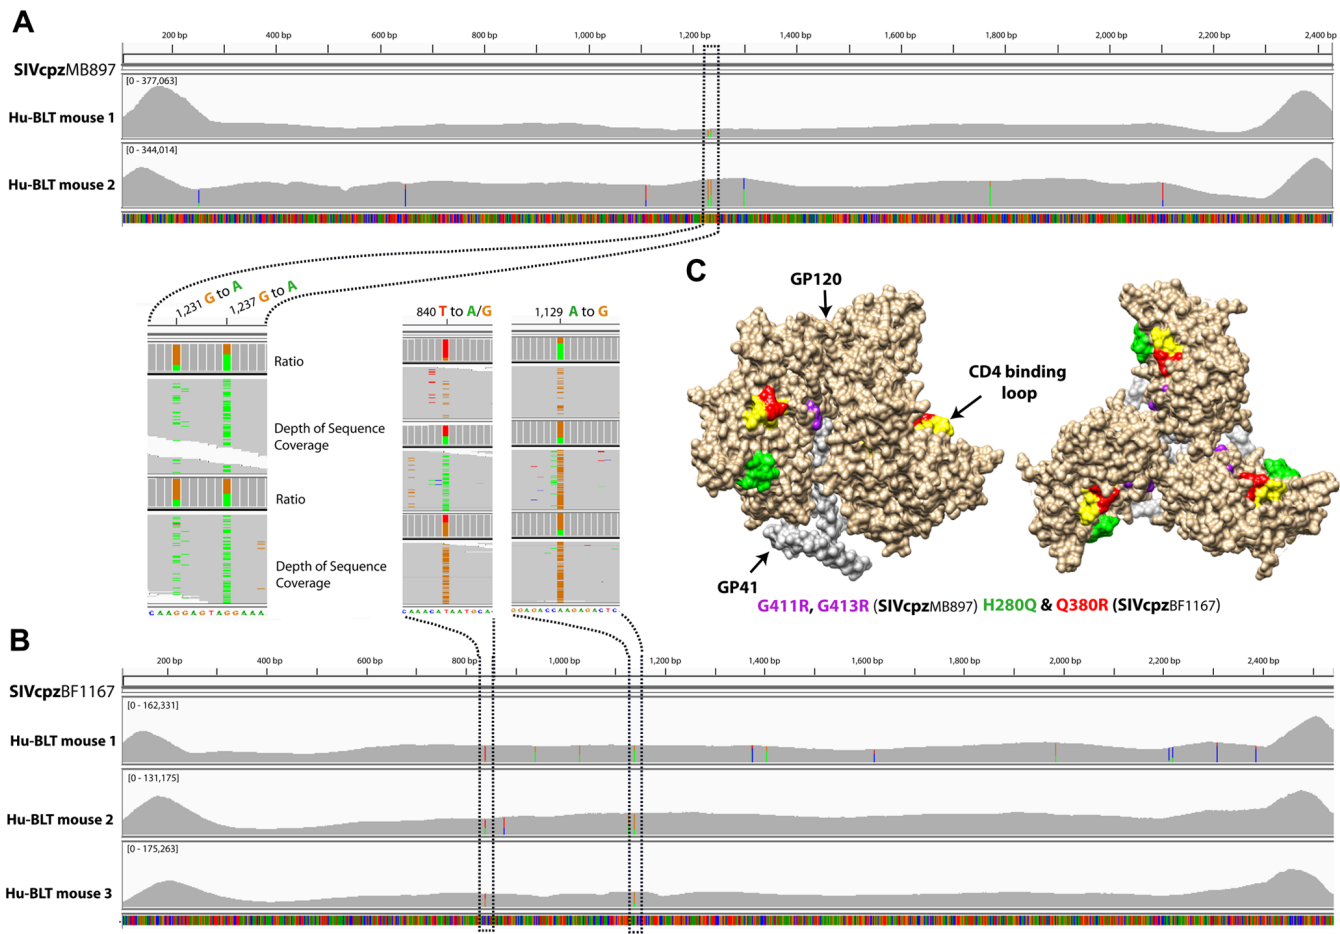 A
200 bp 400 bp 600 bp 800 bp 1,000 bp 1,200 bp 1,400 bp 1,600 bp 1,800 bp 2,000 bp 2,200 bp 2,400 bp
SIVcpzMB897
[0 - 377,063]
Hu-BLT mouse 1
[0 - 344,014]
Hu-BLT mouse 2
1,231 G to A
1,237 G to A
Ratio
Depth of Sequence
Coverage
Ratio
Depth of Sequence
Coverage
C A A G G A G T A G G A A A
840 T to A/G
C A A A C A T A A T G C A
1,129 A to G
G G A G A C C A A G A G A C T C
C
GP120
CD4 binding
loop
GP41
G411R, G413R (SIVcpzMB897) H280Q & Q380R (SIVcpzBF1167)
B
200 bp 400 bp 600 bp 800 bp 1,000 bp 1,200 bp 1,400 bp 1,600 bp 1,800 bp 2,000 bp 2,200 bp 2,400 bp
SIVcpzBF1167
[0 - 162,331]
Hu-BLT mouse 1
[0 - 131,175]
Hu-BLT mouse 2
[0 - 175,263]
Hu-BLT mouse 3